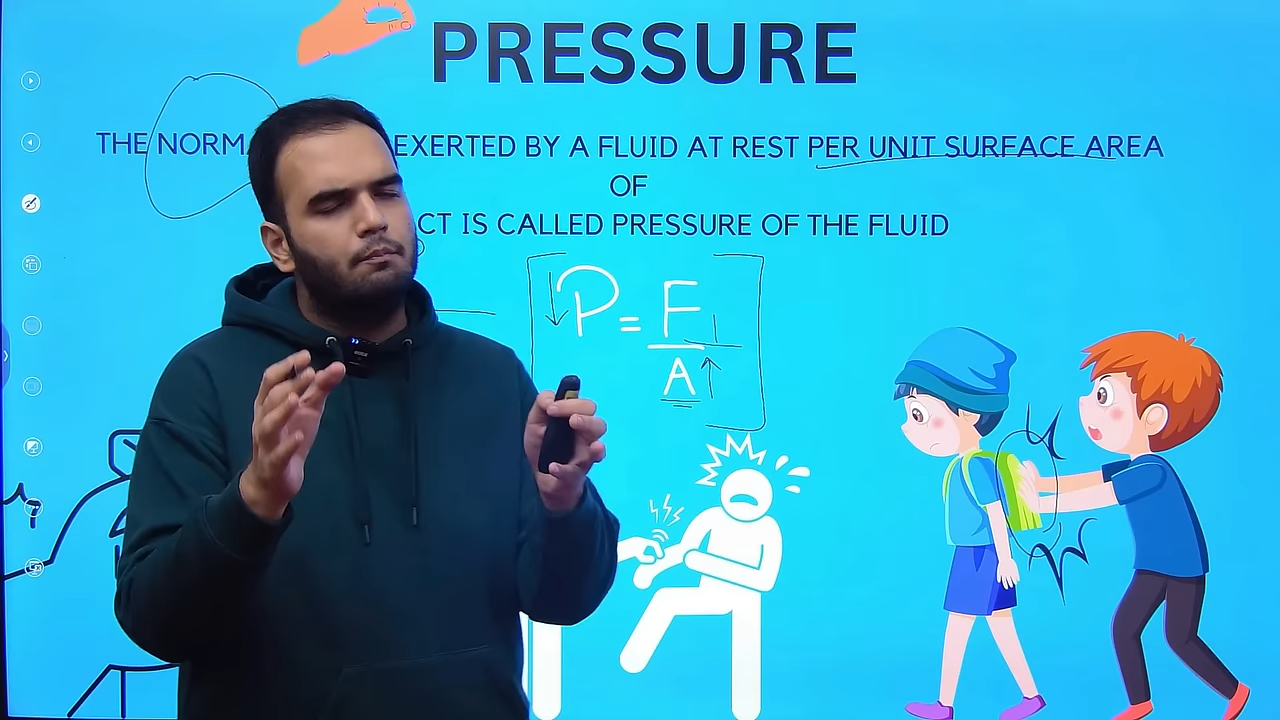 PRESSURE
THE NORMA EXERTED BY A FLUID AT REST PER UNIT SURFACE AREA
OF
CT IS CALLED PRESSURE OF THE FLUID
P = F⊥
A